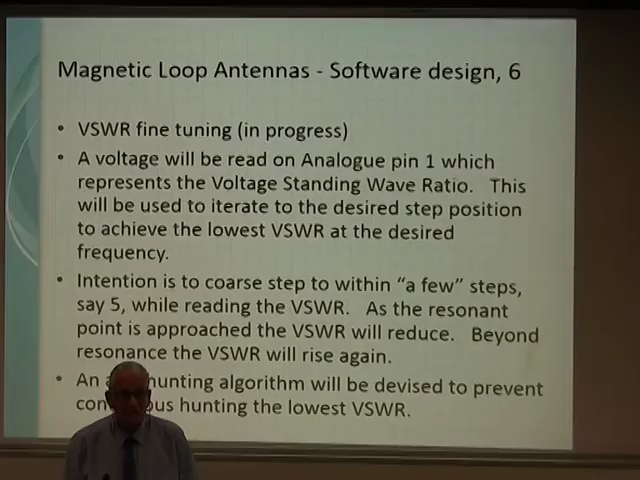 Magnetic Loop Antennas - Software design, 6
• VSWR fine tuning (in progress)
• A voltage will be read on Analogue pin 1 which
represents the Voltage Standing Wave Ratio. This
will be used to iterate to the desired step position
to achieve the lowest VSWR at the desired
frequency.
• Intention is to coarse step to within “a few” steps,
say 5, while reading the VSWR. As the resonant
point is approached the VSWR will reduce. Beyond
resonance the VSWR will rise again.
• An hunting algorithm will be devised to prevent
hunting the lowest VSWR.